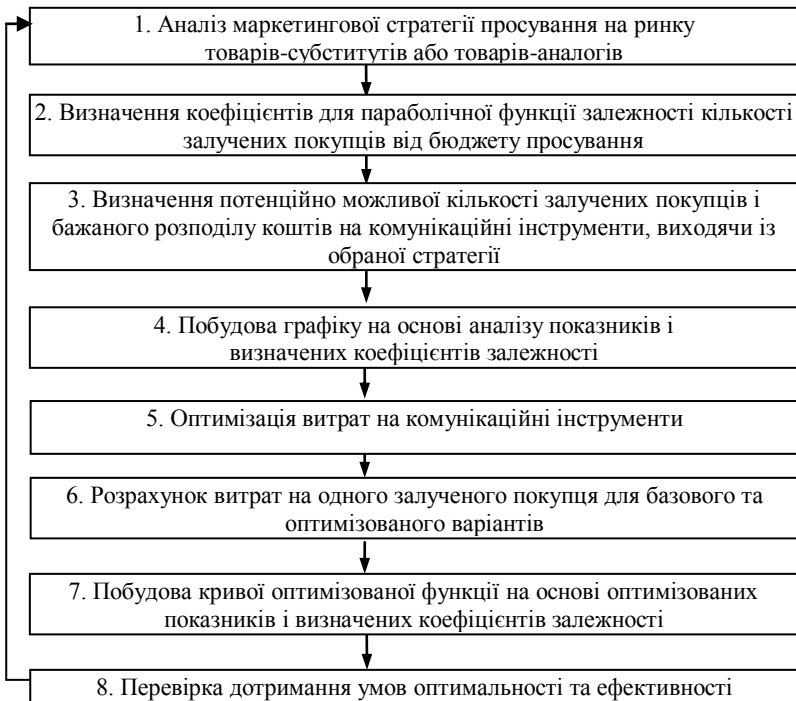 1. Аналіз маркетингової стратегії просування на ринку
товарів-субститутів або товарів-аналогів
2. Визначення коефіцієнтів для параболічної функції залежності кількості
залучених покупців від бюджету просування
3. Визначення потенційно можливої кількості залучених покупців і
бажаного розподілу коштів на комунікаційні інструменти, виходячи із
обраної стратегії
4. Побудова графіку на основі аналізу показників і
визначених коефіцієнтів залежності
5. Оптимізація витрат на комунікаційні інструменти
6. Розрахунок витрат на одного залученого покупця для базового та
оптимізованого варіантів
7. Побудова кривої оптимізованої функції на основі оптимізованих
показників і визначених коефіцієнтів залежності
8. Перевірка дотримання умов оптимальності та ефективності